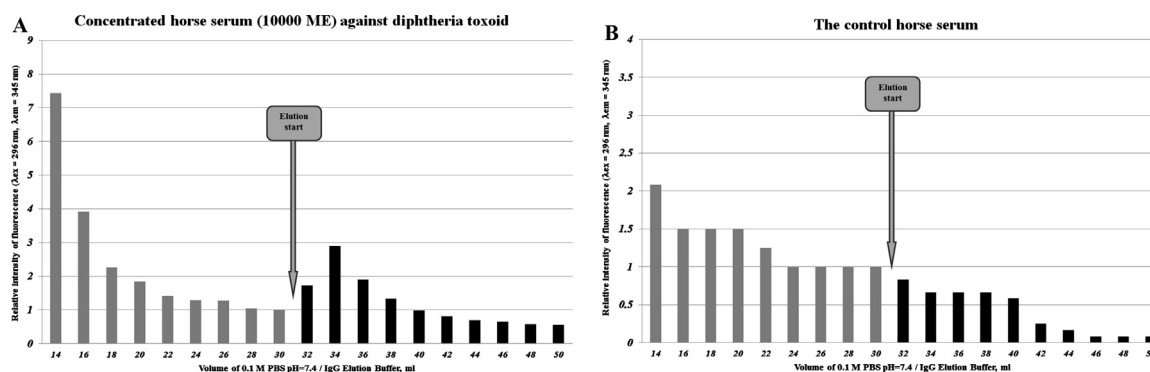 A
Concentrated horse serum (10000 ME) against diphtheria toxoid
Relative Intensity of fluorescence (λex = 296 nm, λem = 345 nm)
9
8
7
6
5
4
3
2
1
0
Elution
start
14 16 18 20 22 24 26 28 30 32 34 36 38 40 42 44 46 48 50
Volume of 0.1 M PBS pH=7.4 / IgG Elution Buffer, ml
B
The control horse serum
Relative Intensity of fluorescence (λex = 296 nm, λem = 345 nm)
4
3.5
3
2.5
2
1.5
1
0.5
0
Elution
start
14 16 18 20 22 24 26 28 30 32 34 36 38 40 42 44 46 48
Volume of 0.1 M PBS pH=7.4 / IgG Elution Buffer, ml